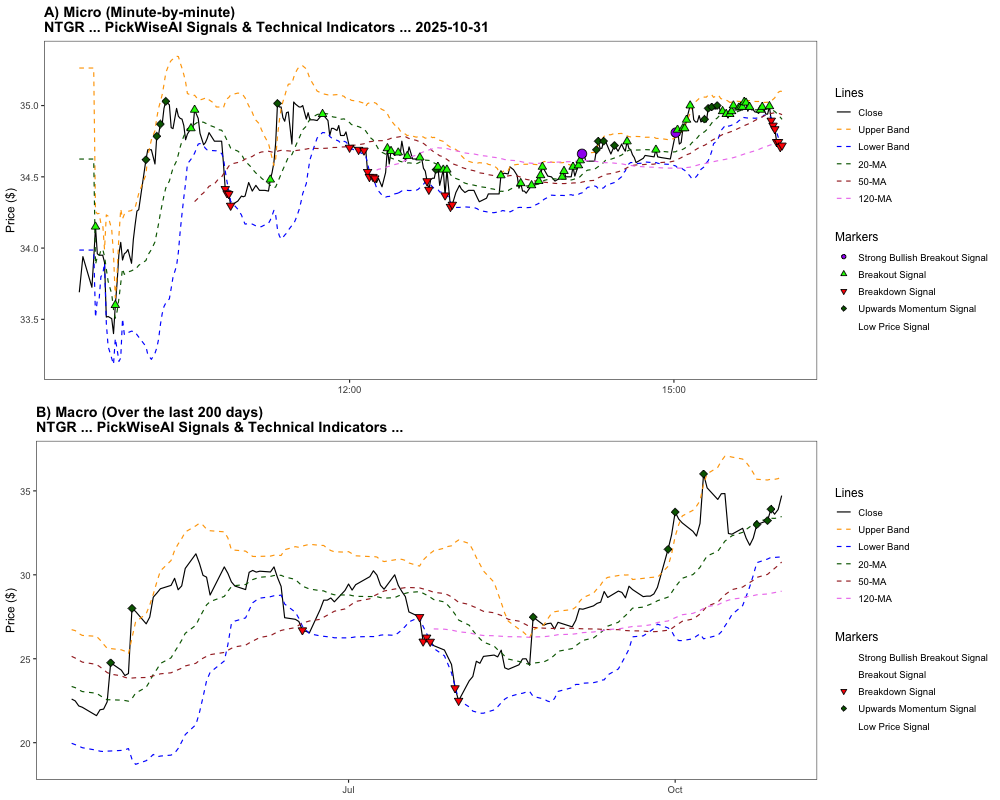 A) Micro (Minute-by-minute)
NTGR ... PickWiseAI Signals & Technical Indicators ... 2025-10-31
Price ($)
35.0
34.5
34.0
33.5
12:00
15:00
Lines
Close
Upper Band
Lower Band
20-MA
50-MA
120-MA
Markers
Strong Bullish Breakout Signal
Breakout Signal
Breakdown Signal
Upwards Momentum Signal
Low Price Signal
B) Macro (Over the last 200 days)
NTGR ... PickWiseAI Signals & Technical Indicators ...
Price ($)
35
30
25
20
Jul
Oct
Lines
Close
Upper Band
Lower Band
20-MA
50-MA
120-MA
Markers
Strong Bullish Breakout Signal
Breakout Signal
Breakdown Signal
Upwards Momentum Signal
Low Price Signal